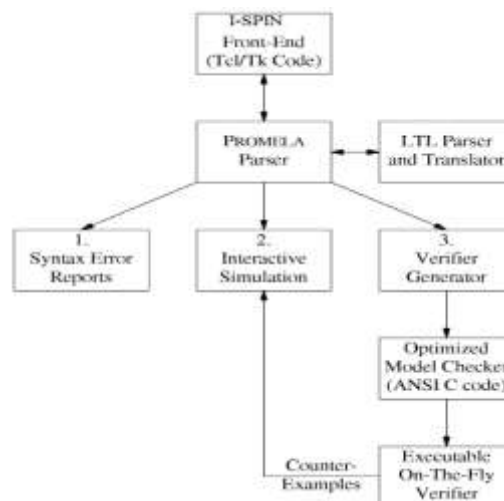 I-SPIN
Front-End
(Tcl/Tk Code)
PROMELA
Parser
LTL Parser
and Translator
1.
Syntax Error
Reports
2.
Interactive
Simulation
3.
Verifier
Generator
Optimized
Model Checker
(ANSI C code)
Counter-
Examples
Executable
On-The-Fly
Verifier